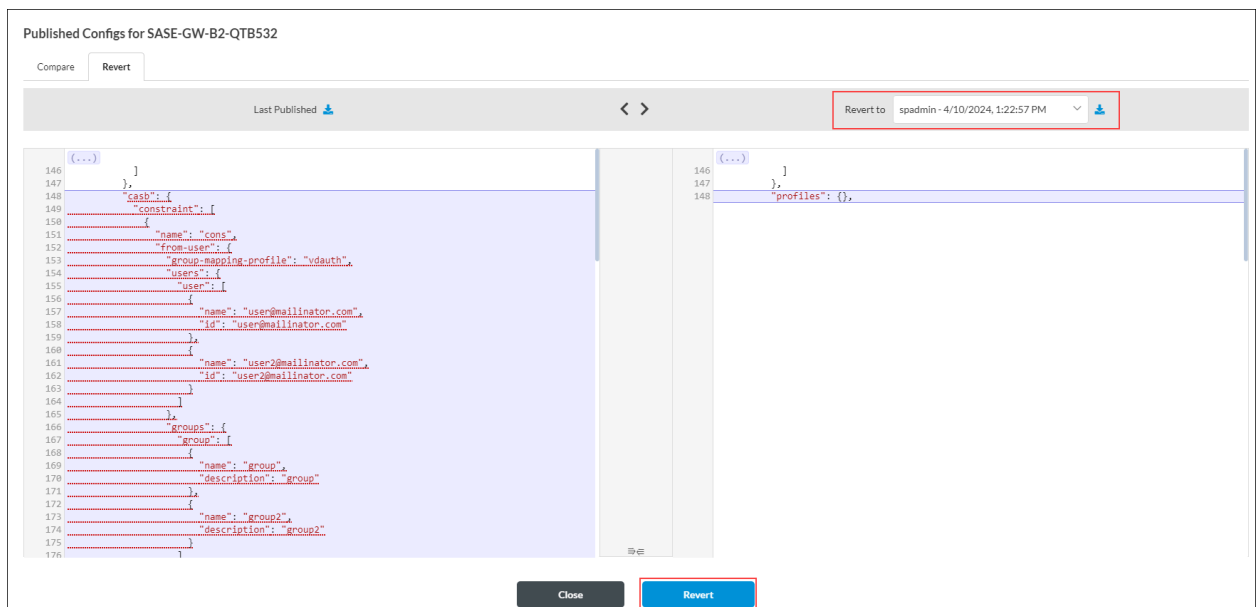 Published Configs for SASE-GW-B2-QTB532
Compare Revert
Last Published < > Revert to spadmin - 4/10/2024, 1:22:57 PM
(...)
146 ]
147 },
148 "casb": {
149 "constraint": [
150 {
151 "name": "cons",
152 "from-user": {
153 "group-mapping-profile": "vdauth",
154 "users": {
155 "user": [
156 {
157 "name": "user@mailinator.com",
158 "id": "user@mailinator.com"
159 },
160 {
161 "name": "user2@mailinator.com",
162 "id": "user2@mailinator.com"
163 }
164 ]
165 },
166 "groups": {
167 "group": [
168 {
169 "name": "group",
170 "description": "group"
171 },
172 {
173 "name": "group2",
174 "description": "group2"
175 }
176 ]
(...)
146 ]
147 },
148 "profiles": {},
Close Revert